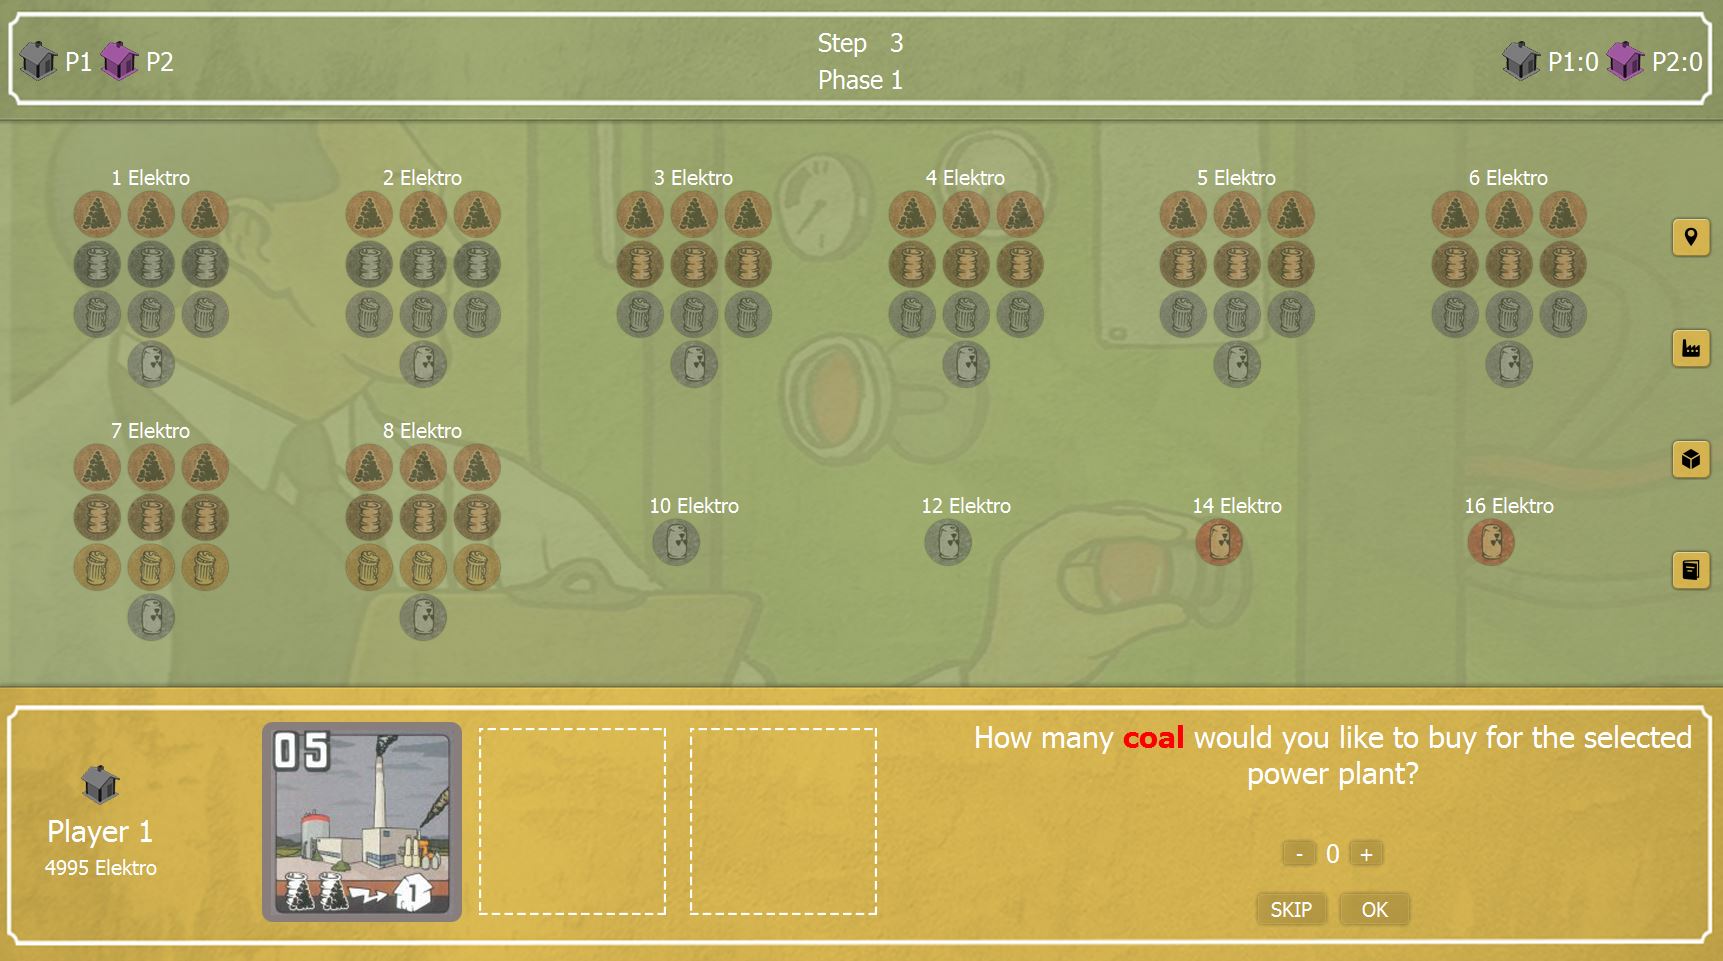 P1 P2
Step 3
Phase 1
P1:0 P2:0
1 Elektro
2 Elektro
3 Elektro
4 Elektro
5 Elektro
6 Elektro
7 Elektro
8 Elektro
10 Elektro
12 Elektro
14 Elektro
16 Elektro
Player 1
4995 Elektro
05
1
How many coal would you like to buy for the selected
power plant?
- 0 +
SKIP OK